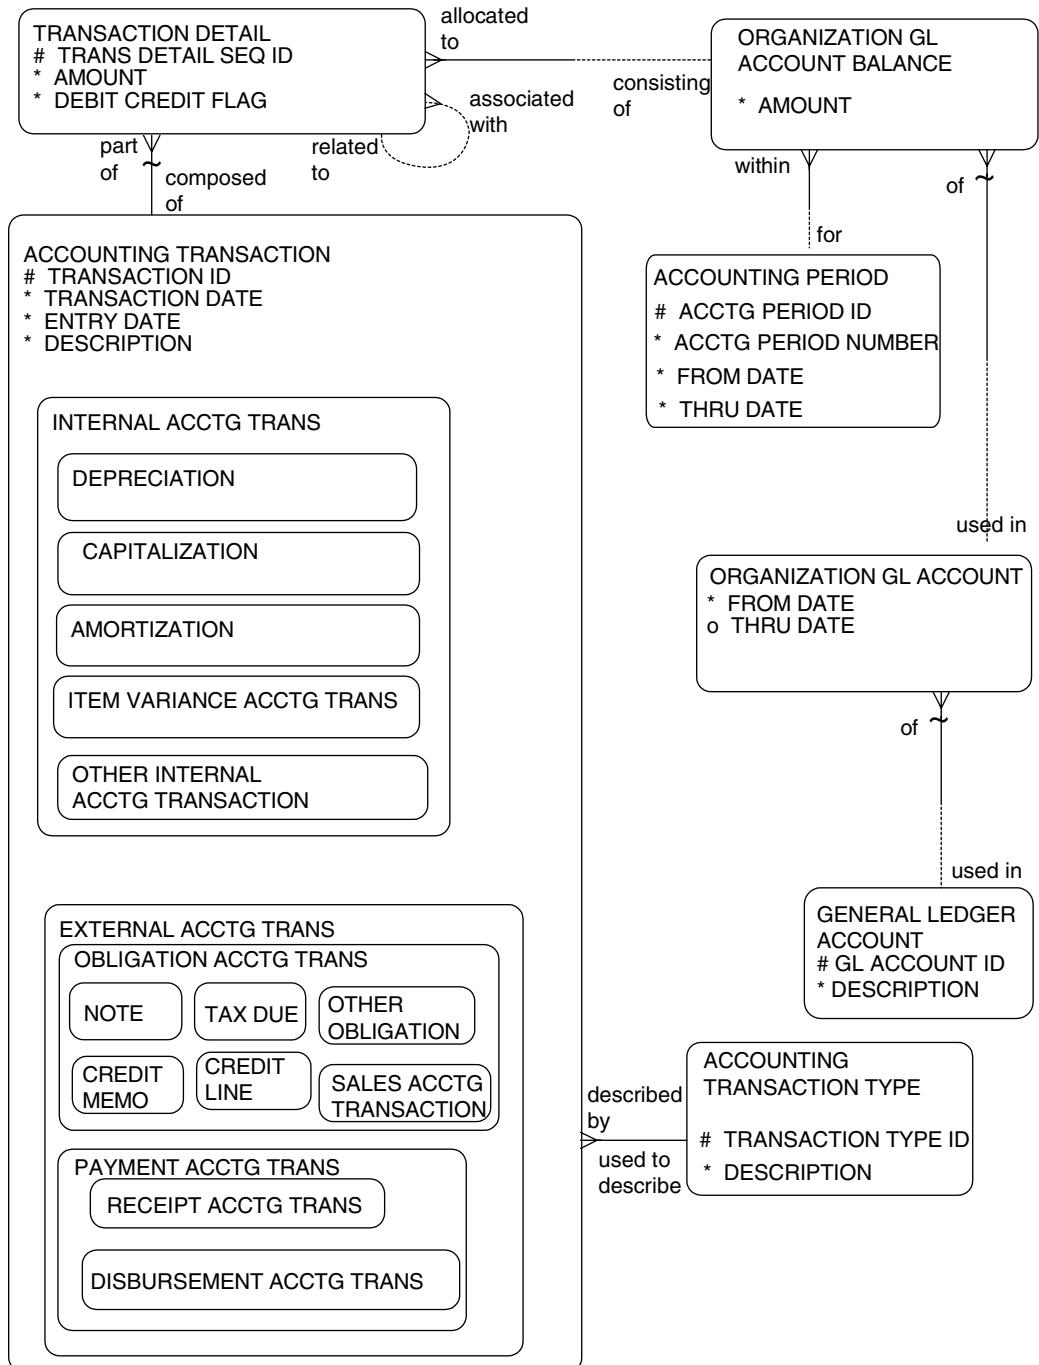 TRANSACTION DETAIL
# TRANS DETAIL SEQ ID
* AMOUNT
* DEBIT CREDIT FLAG
allocated
to
consisting
of
associated
with
related
to
part
of
composed
of
ORGANIZATION GL
ACCOUNT BALANCE
* AMOUNT
within
for
of ~
~
ACCOUNTING PERIOD
# ACCTG PERIOD ID
* ACCTG PERIOD NUMBER
* FROM DATE
* THRU DATE
used in
ORGANIZATION GL ACCOUNT
* FROM DATE
o THRU DATE
of ~
used in
GENERAL LEDGER
ACCOUNT
# GL ACCOUNT ID
* DESCRIPTION
ACCOUNTING TRANSACTION
# TRANSACTION ID
* TRANSACTION DATE
* ENTRY DATE
* DESCRIPTION
INTERNAL ACCTG TRANS
DEPRECIATION
CAPITALIZATION
AMORTIZATION
ITEM VARIANCE ACCTG TRANS
OTHER INTERNAL
ACCTG TRANSACTION
EXTERNAL ACCTG TRANS
OBLIGATION ACCTG TRANS
NOTE
TAX DUE
OTHER
OBLIGATION
CREDIT
MEMO
CREDIT
LINE
SALES ACCTG
TRANSACTION
PAYMENT ACCTG TRANS
RECEIPT ACCTG TRANS
DISBURSEMENT ACCTG TRANS
described
by
used to
describe
ACCOUNTING
TRANSACTION TYPE
# TRANSACTION TYPE ID
* DESCRIPTION